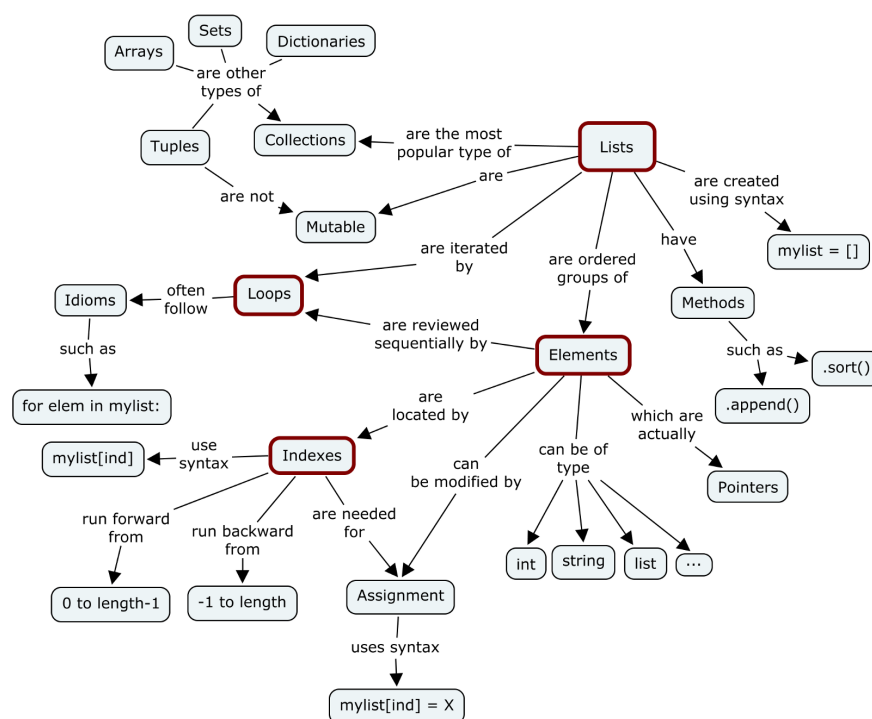 Sets
Arrays
Dictionaries
are other
types of
Tuples
Collections
are the most
popular type of
Lists
are not
are
Mutable
are created
using syntax
mylist = []
have
are iterated
by
are ordered
groups of
Idioms
often
follow
Loops
Methods
such as
are reviewed
sequentially by
Elements
such as
.sort()
for elem in mylist:
are
located by
.append()
which are
actually
mylist[ind]
use
syntax
Indexes
can
be modified by
can be of
type
Pointers
run forward
from
run backward
from
are needed
for
int
string
list
...
0 to length-1
-1 to length
Assignment
uses syntax
mylist[ind] = X